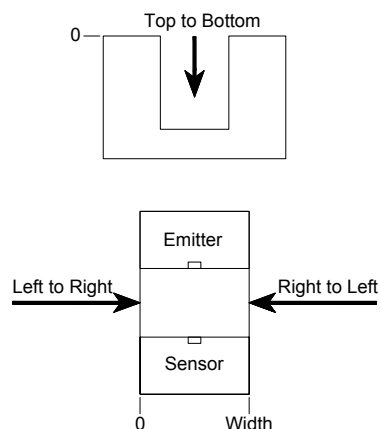 Top to Bottom
0
Emitter
Left to Right
Right to Left
Sensor
0
Width